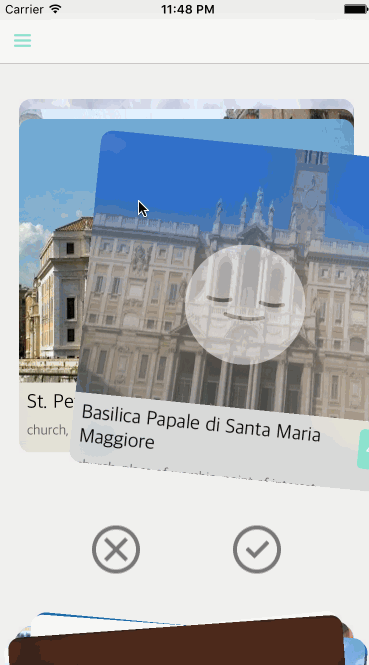 Carrier
11:48 PM
St. Pe
church,
Basilica Papale di Santa Maria
Maggiore